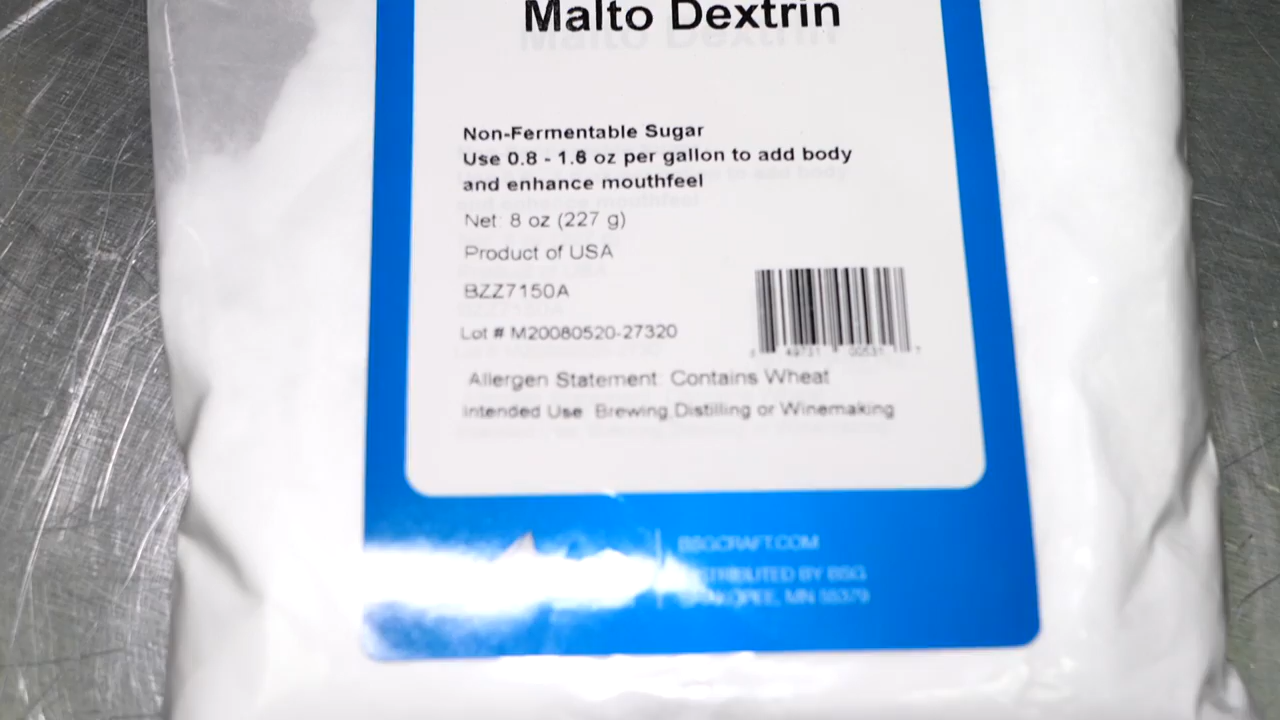 Malto Dextrin
Non-Fermentable Sugar
Use 0.8 - 1.6 oz per gallon to add body
and enhance mouthfeel
Net: 8 oz (227 g)
Product of USA
BZZ7150A
Lot # M20080520-27320
Allergen Statement: Contains Wheat
Intended Use: Brewing,Distilling or Winemaking
BSGCRAFT.COM
DISTRIBUTED BY BSG
SHAKOPEE, MN 55379